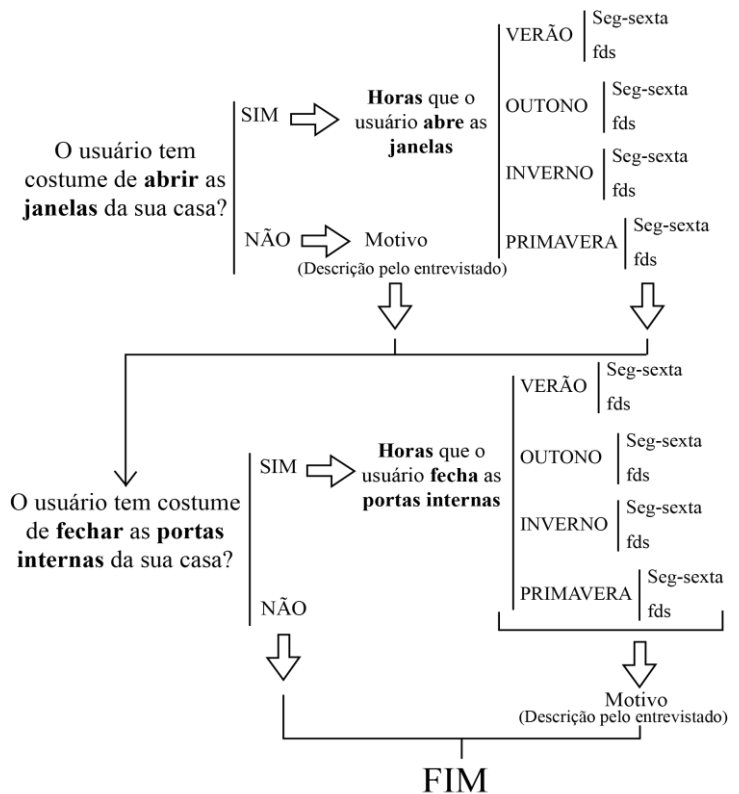 O usuário tem
costume de abrir as
janelas da sua casa?
SIM
Horas que o
usuário abre as
janelas
VERÃO
Seg-sexta
fds
OUTONO
Seg-sexta
fds
INVERNO
Seg-sexta
fds
PRIMAVERA
Seg-sexta
fds
NÃO
Motivo
(Descrição pelo entrevistado)
O usuário tem costume
de fechar as portas
internas da sua casa?
SIM
Horas que o
usuário fecha as
portas internas
VERÃO
Seg-sexta
fds
OUTONO
Seg-sexta
fds
INVERNO
Seg-sexta
fds
PRIMAVERA
Seg-sexta
fds
NÃO
Motivo
(Descrição pelo entrevistado)
FIM